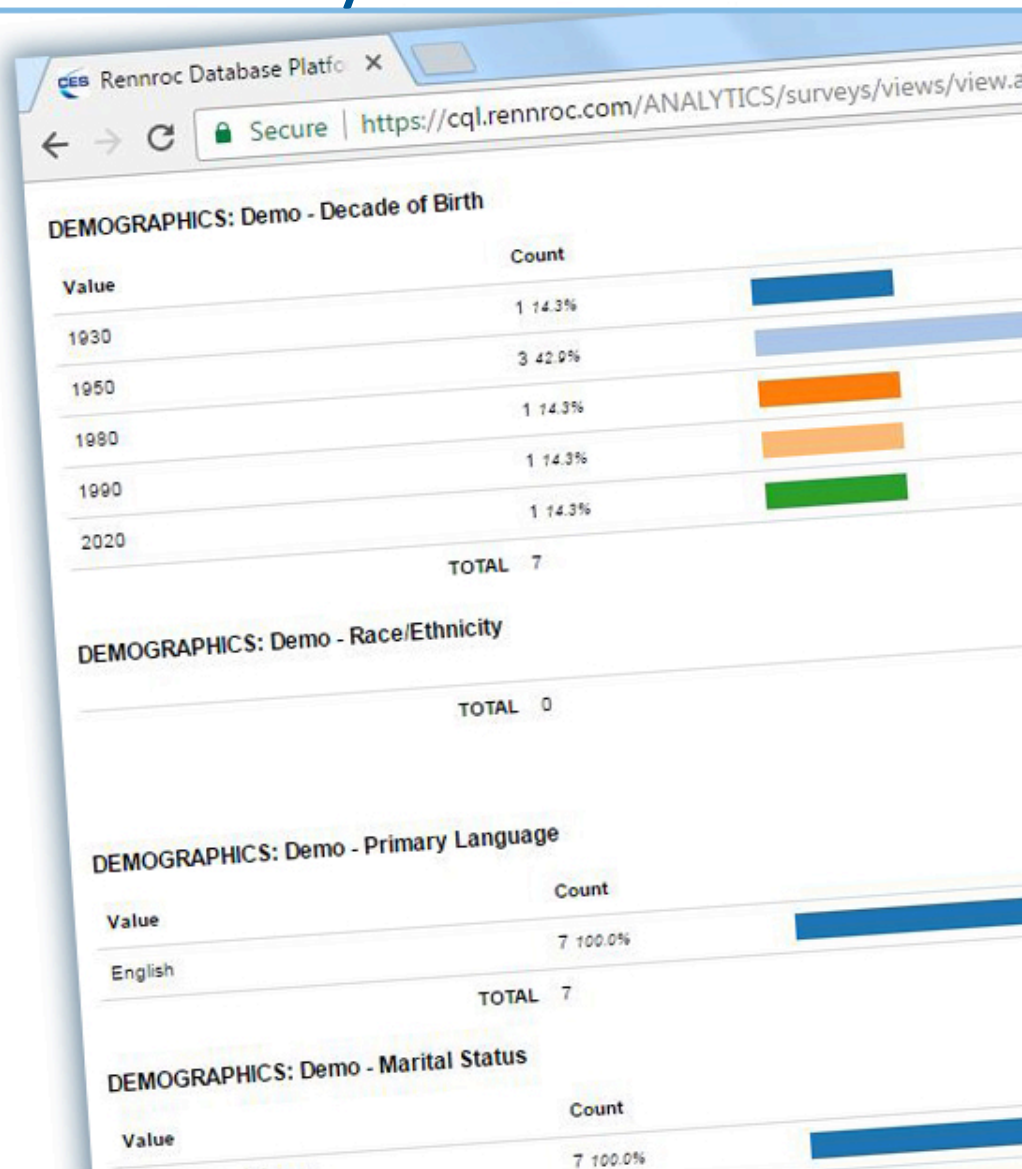 CES Rennroc Database Platfo
Secure | https://cql.rennroc.com/ANALYTICS/surveys/views/view.a
DEMOGRAPHICS: Demo - Decade of Birth
Value Count
1930 1 14.3%
1950 3 42.9%
1980 1 14.3%
1990 1 14.3%
2020 1 14.3%
TOTAL 7
DEMOGRAPHICS: Demo - Race/Ethnicity
TOTAL 0
DEMOGRAPHICS: Demo - Primary Language
Value Count
English 7 100.0%
TOTAL 7
DEMOGRAPHICS: Demo - Marital Status
Value Count
7 100.0%